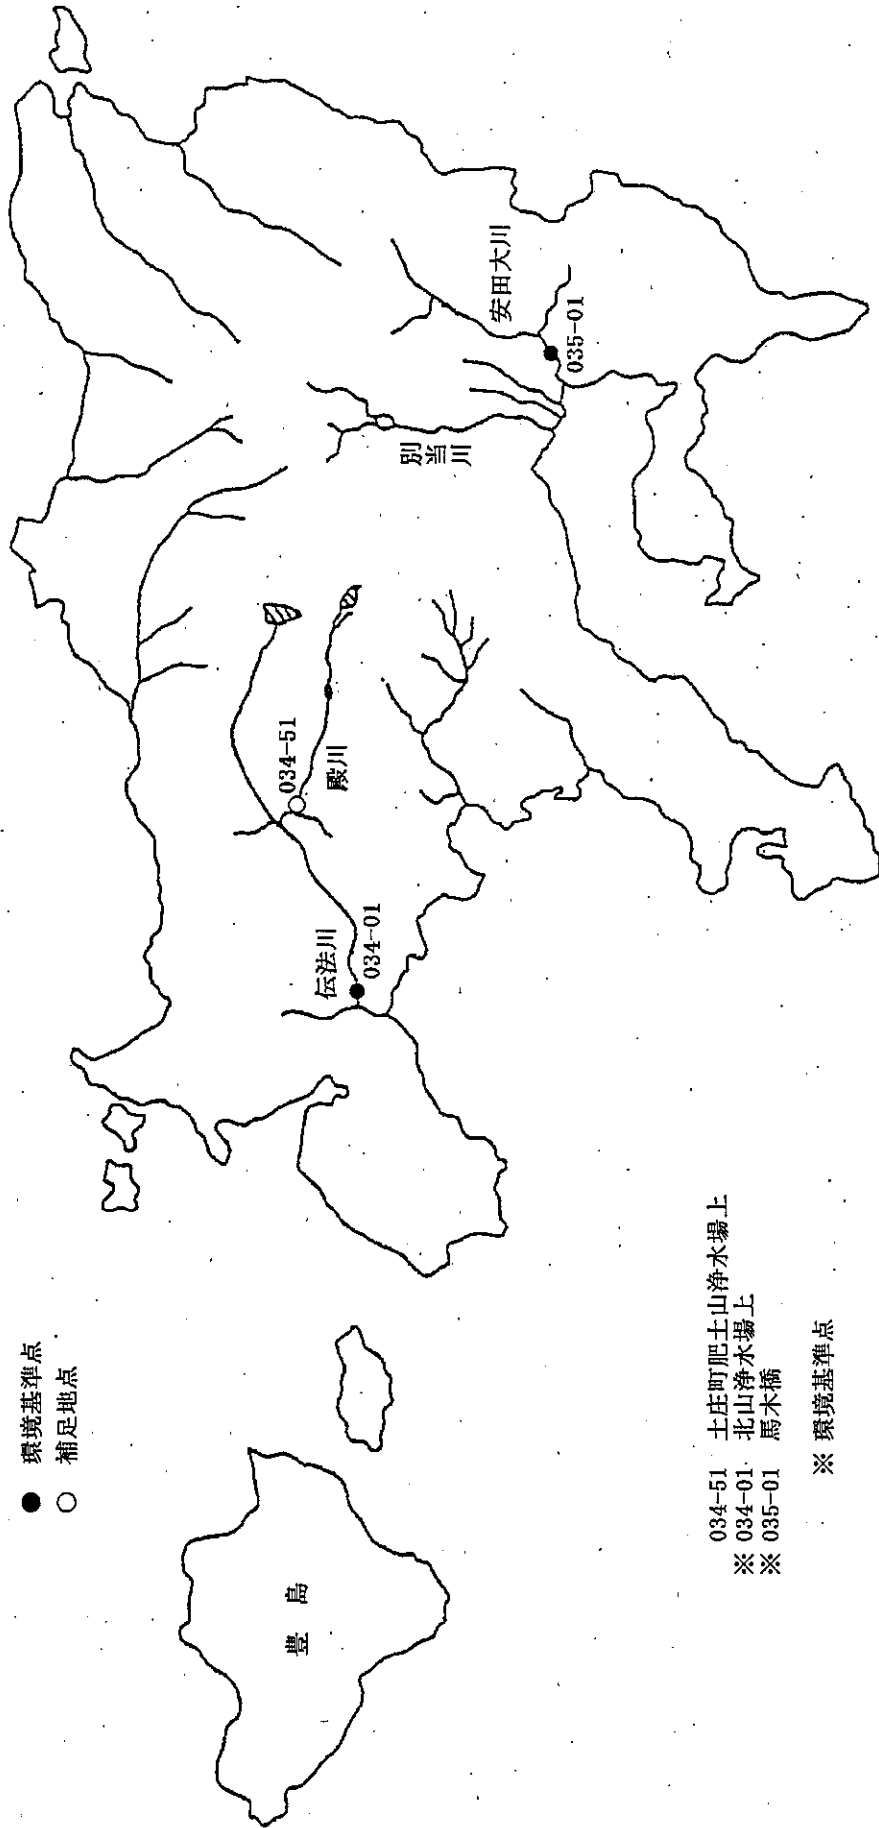 ● 環境基準点
○ 補足地点
豊島
伝法川
034-01
034-51
殿川
別当川
安田大川
035-01
034-51 土庄町肥土山浄水場上
※ 034-01 北山浄水場上
※ 035-01 馬木橋
※ 環境基準点